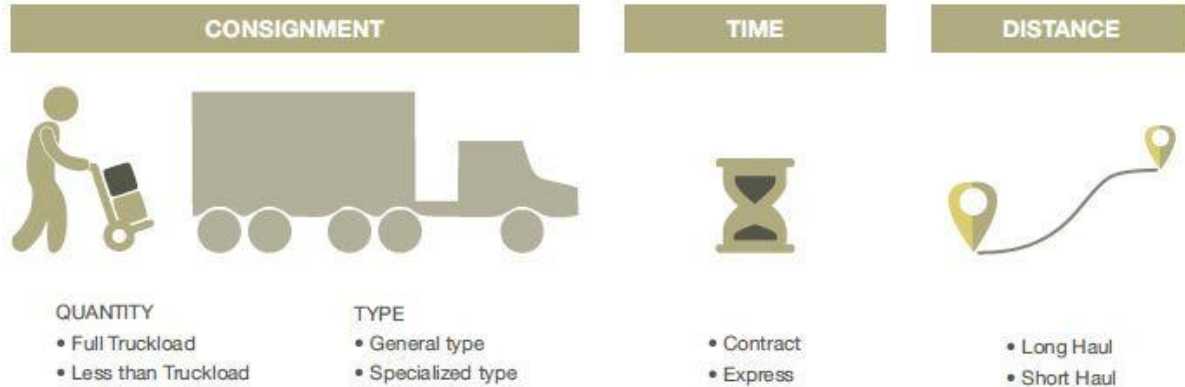 CONSIGNMENT
TIME
DISTANCE
QUANTITY
• Full Truckload
• Less than Truckload
TYPE
• General type
• Specialized type
• Contract
• Express
• Long Haul
• Short Haul